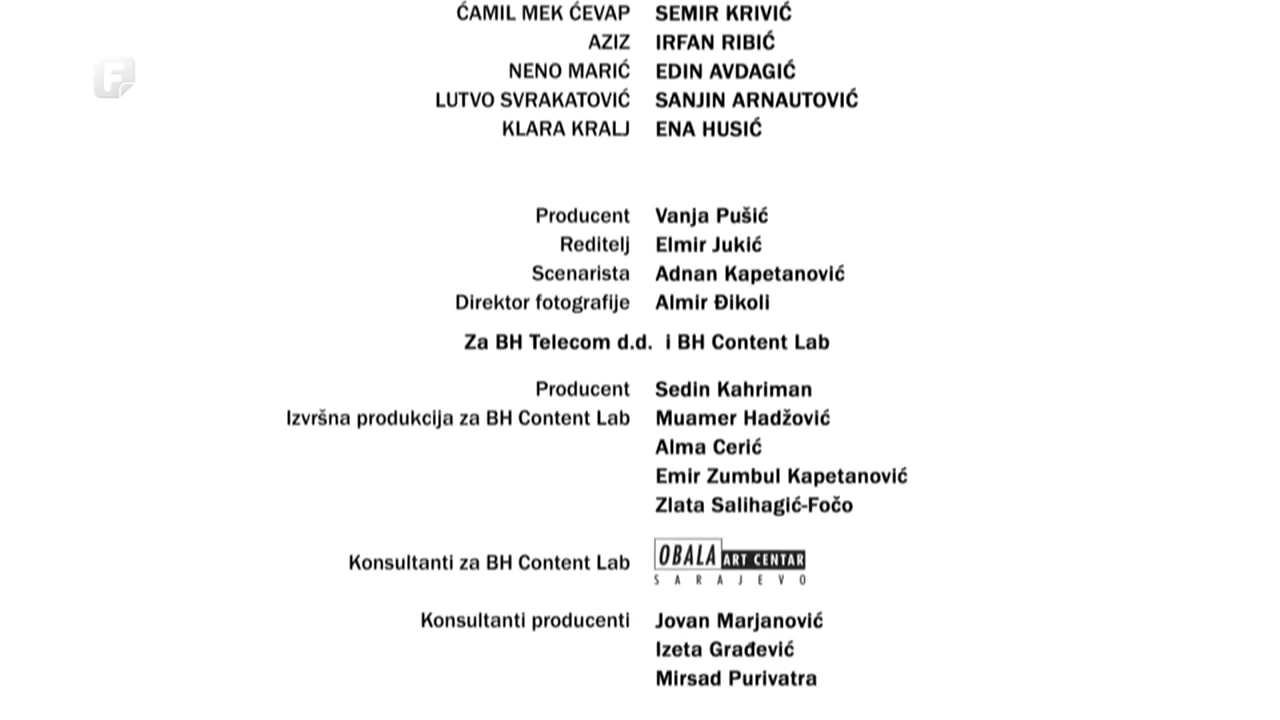 ĆAMIL MEK ĆEVAP SEMIR KRIVIĆ
AZIZ IRFAN RIBIĆ
F
NENO MARIĆ EDIN AVDAGIĆ
LUTVO SVRAKATOVIĆ SANJIN ARNAUTOVIĆ
KLARA KRALJ ENA HUSIĆ
Producent Vanja Pušić
Reditelj Elmir Jukić
Scenarista Adnan Kapetanović
Direktor fotografije Almir Đikoli
Za BH Telecom d.d. i BH Content Lab
Producent Sedin Kahriman
Izvršna produkcija za BH Content Lab Muamer Hadžović
Alma Cerić
Emir Zumbul Kapetanović
Zlata Salihagić-Fočo
Konsultanti za BH Content Lab OBALA ART CENTAR
SARAJEVO
Konsultanti producenti Jovan Marjanović
Izeta Građević
Mirsad Purivatra